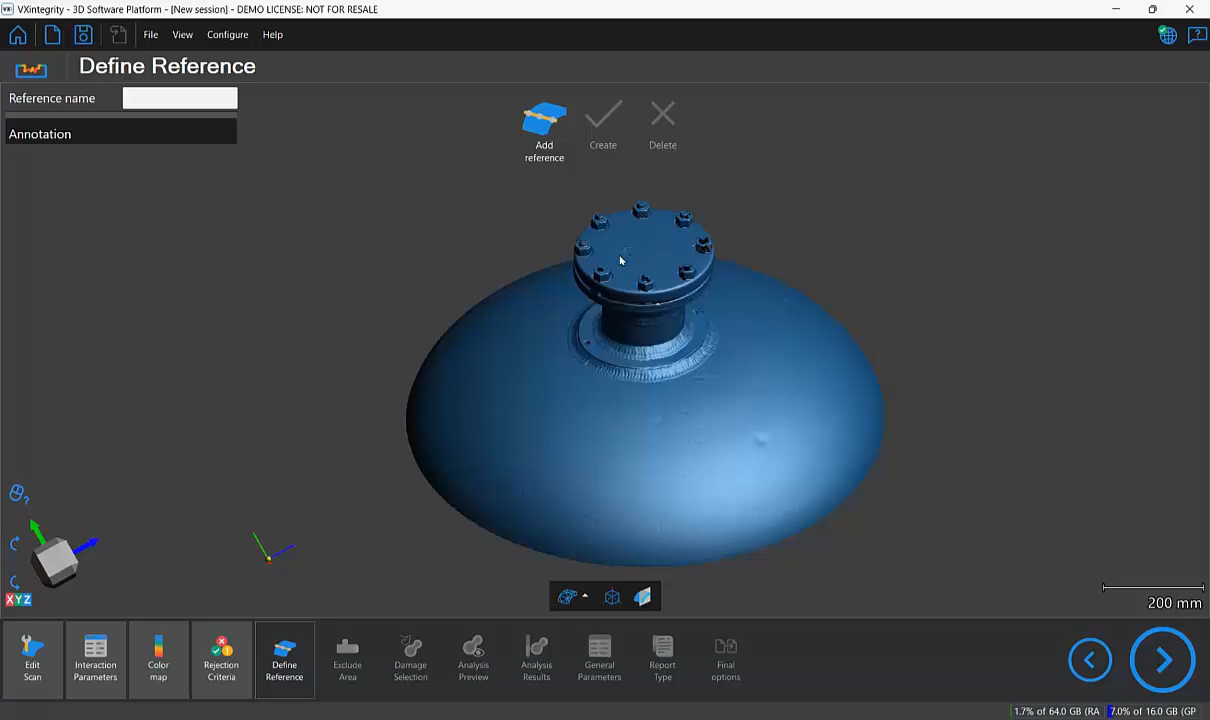 VXintegrity - 3D Software Platform - [New session] - DEMO LICENSE: NOT FOR RESALE
File View Configure Help
Define Reference
Reference name
Annotation
Add reference
Create
Delete
XYZ
200 mm
Edit Scan
Interaction Parameters
Color map
Rejection Criteria
Define Reference
Exclude Area
Damage Selection
Analysis Preview
Analysis Results
General Parameters
Report Type
Final options
1.7% of 64.0 GB (RA
7.0% of 16.0 GB (GP